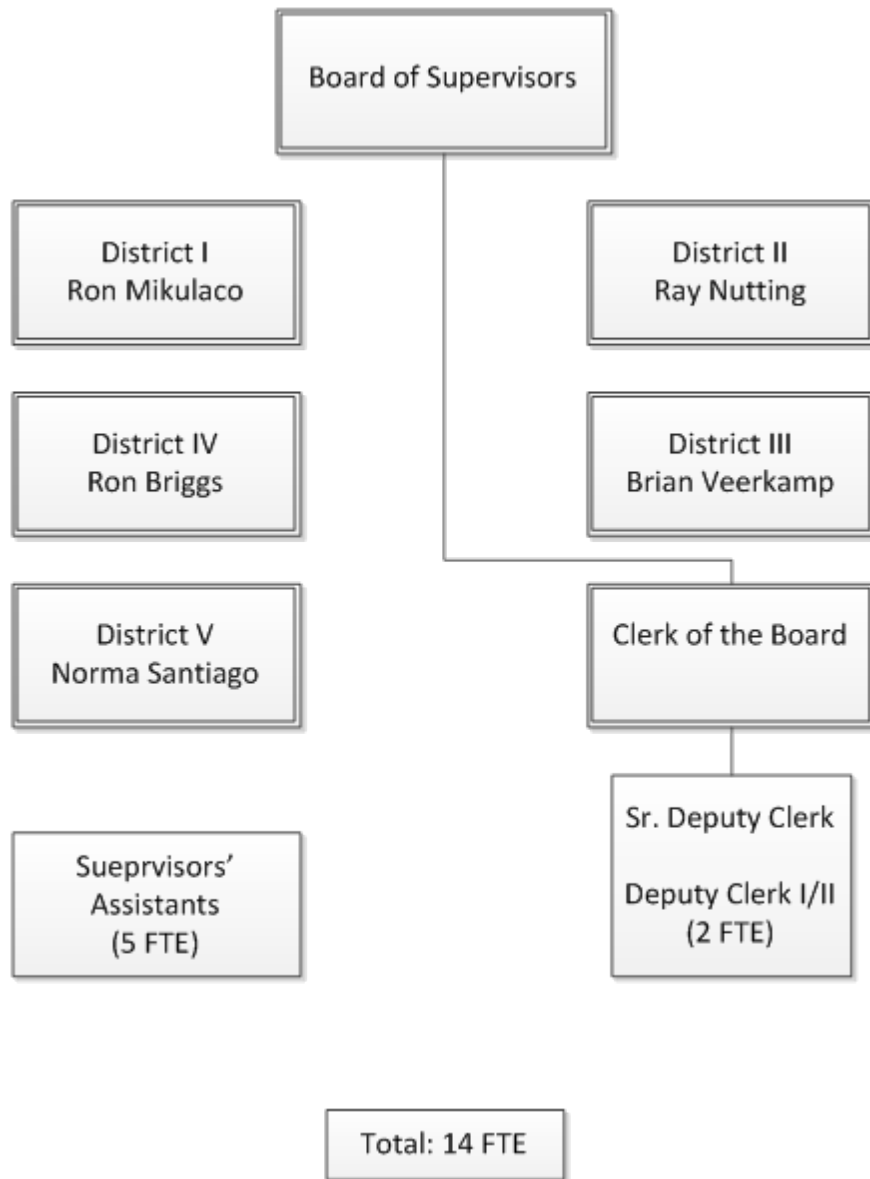 Board of Supervisors
District I
Ron Mikulaco
District II
Ray Nutting
District IV
Ron Briggs
District III
Brian Veerkamp
District V
Norma Santiago
Clerk of the Board
Sueprvisors’
Assistants
(5 FTE)
Sr. Deputy Clerk
Deputy Clerk I/II
(2 FTE)
Total: 14 FTE